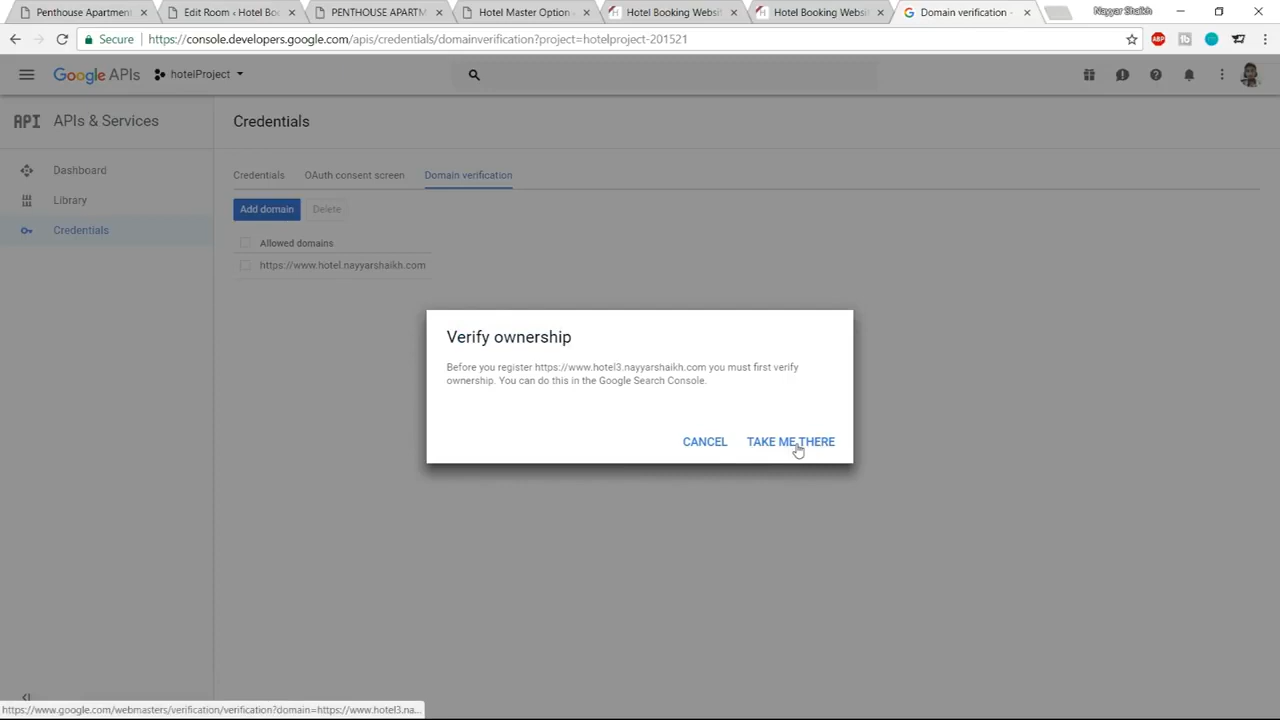 Penthouse Apartment
Edit Room ‹ Hotel Boo
PENTHOUSE APARTM
Hotel Master Option -
Hotel Booking Websit
Hotel Booking Websit
Domain verification -
Nayyar Shaikh
Secure
https://console.developers.google.com/apis/credentials/domainverification?project=hotelproject-201521
Google APIs
hotelProject
API APIs & Services
Credentials
Dashboard
Library
Credentials
Credentials
OAuth consent screen
Domain verification
Add domain
Delete
Allowed domains
https://www.hotel.nayyarshaikh.com
Verify ownership
Before you register https://www.hotel3.nayyarshaikh.com you must first verify
ownership. You can do this in the Google Search Console.
CANCEL
TAKE ME THERE
https://www.google.com/webmasters/verification/verification?domain=https://www.hotel3.na...